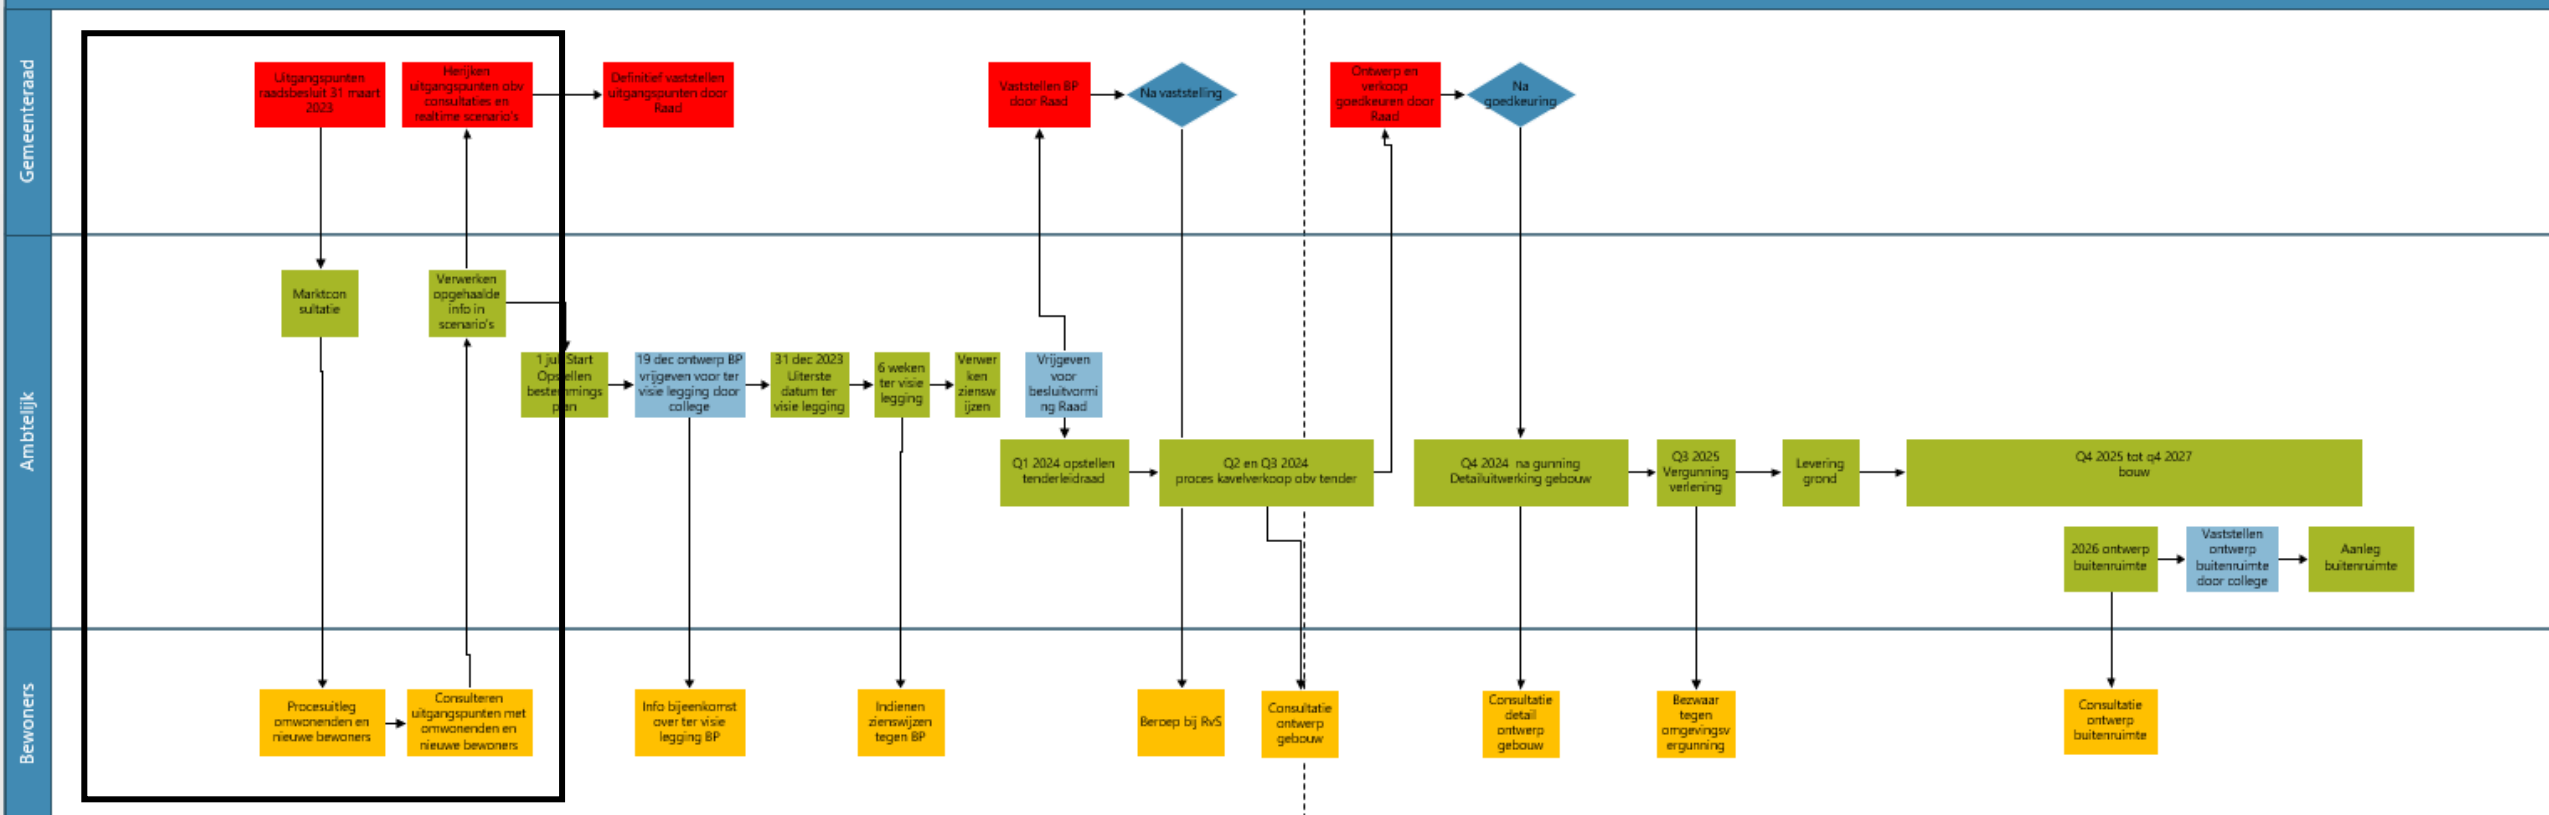 Gemeenteraad
Uitgangspunten
raadsbesluit 31 maart
2023
Herijken
uitgangspunten obv
consultaties en
realtime scenario's
Definitief vaststellen
uitgangspunten door
Raad
Vaststellen BP
door Raad
Na vaststelling
Ontwerp en
verkoop
goedkeuren door
Raad
Na
goedkeuring
Ambtelijk
Marktcon
sultatie
Verwerken
opgehaalde
info in
scenario's
1 juli Start
Opstellen
bestemmings
plan
19 dec ontwerp BP
vrijgeven voor ter
visie legging door
college
31 dec 2023
Uiterste
datum ter
visie legging
6 weken
ter visie
legging
Verwer
ken
ziensw
ijzen
Vrijgeven
voor
besluitvormi
ng Raad
Q1 2024 opstellen
tenderleidraad
Q2 en Q3 2024
proces kavelverkoop obv tender
Q4 2024  na gunning
Detailuitwerking gebouw
Q3 2025
Vergunning
verlening
Levering
grond
Q4 2025 tot q4 2027
bouw
2026 ontwerp
buitenruimte
Vaststellen
ontwerp
buitenruimte
door college
Aanleg
buitenruimte
Bewoners
Procesuitleg
omwonenden en
nieuwe bewoners
Consulteren
uitgangspunten met
omwonenden en
nieuwe bewoners
Info bijeenkomst
over ter visie
legging BP
Indienen
zienswijzen
tegen BP
Beroep bij RvS
Consultatie
ontwerp
gebouw
Consultatie
detail
ontwerp
gebouw
Bezwaar
tegen
omgevingsv
ergunning
Consultatie
ontwerp
buitenruimte